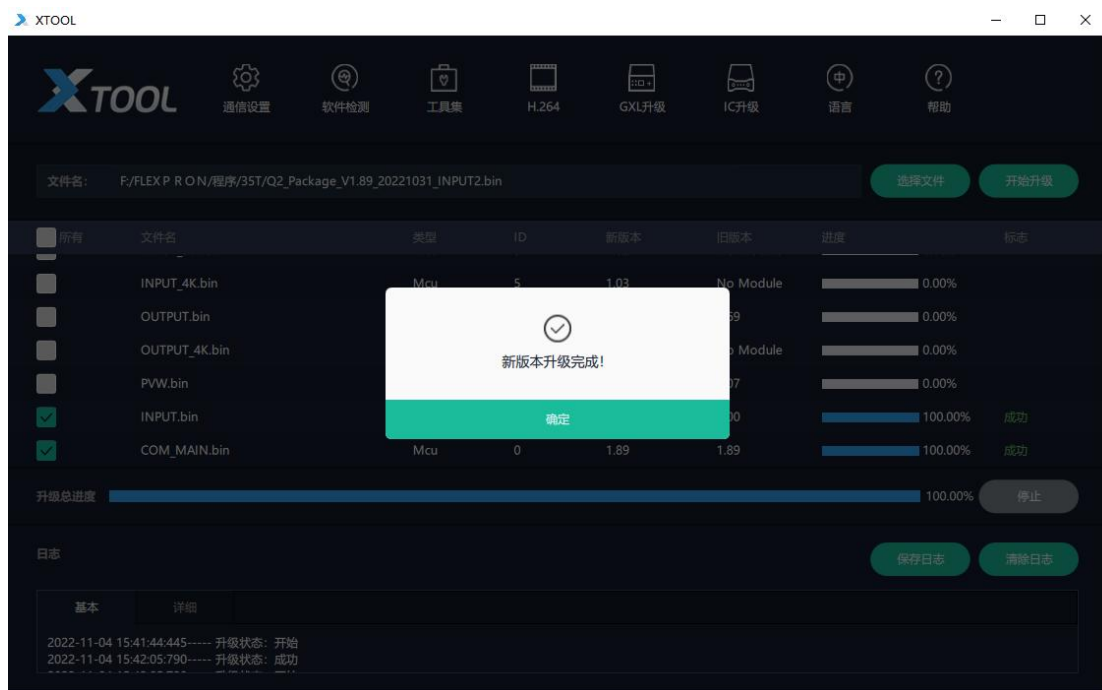 XTOOL
XTOOL
通信设置 软件检测 工具集 H.264 GXL升级 IC升级 语言 帮助
文件名: F:/FLEX P R O N/程序/35T/Q2_Package_V1.89_20221031_INPUT2.bin 选择文件 开始升级
所有 文件名 类型 ID 新版本 旧版本 进度 标志
INPUT_4K.bin Mcu 5 1.03 No Module 0.00%
OUTPUT.bin 0.00%
OUTPUT_4K.bin Module 0.00%
PVW.bin 0.00%
INPUT.bin 100.00% 成功
COM_MAIN.bin Mcu 0 1.89 1.89 100.00% 成功
新版本升级完成!
确定
升级总进度 100.00% 停止
日志 保存日志 清除日志
基本 详细
2022-11-04 15:41:44:445----- 升级状态: 开始
2022-11-04 15:42:05:790----- 升级状态: 成功